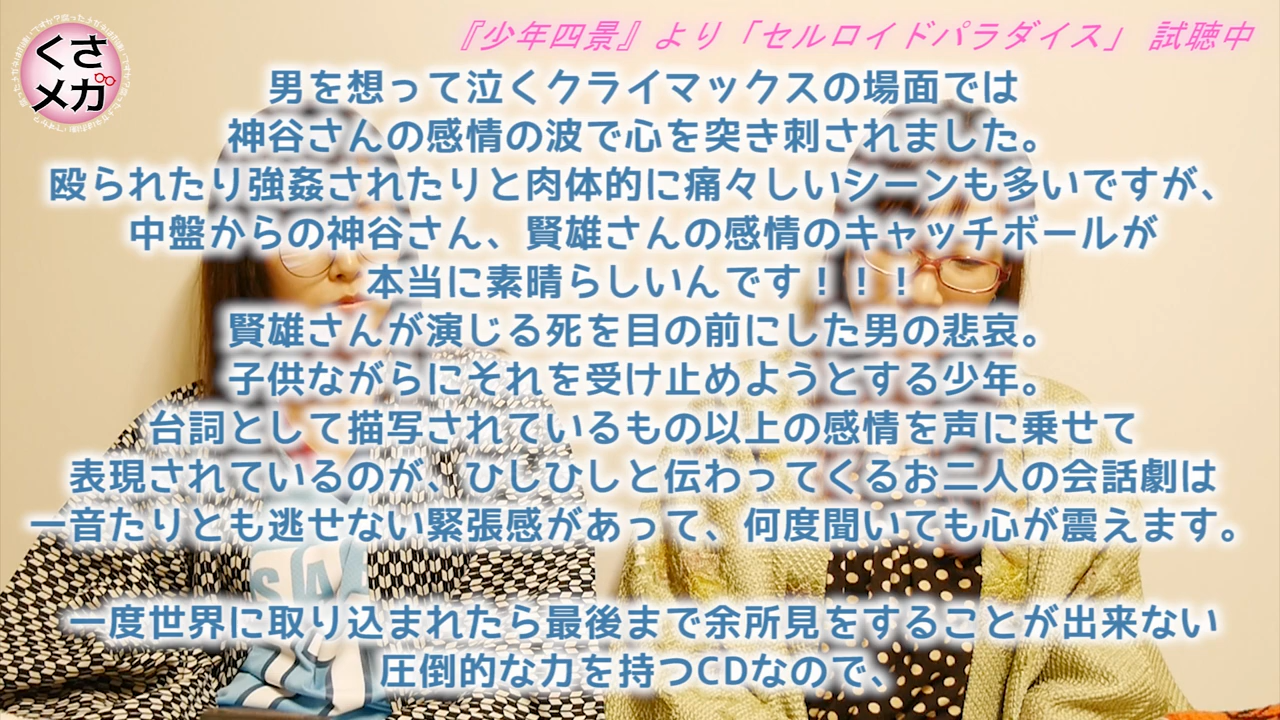 くさメガ
『少年四景』より「セルロイドパラダイス」 試聴中
男を想って泣くクライマックスの場面では
神谷さんの感情の波で心を突き刺されました。
殴られたり強姦されたりと肉体的に痛々しいシーンも多いですが、
中盤からの神谷さん、賢雄さんの感情のキャッチボールが
本当に素晴らしいんです！！！
賢雄さんが演じる死を目の前にした男の悲哀。
子供ながらにそれを受け止めようとする少年。
台詞として描写されているもの以上の感情を声に乗せて
表現されているのが、ひしひしと伝わってくるお二人の会話劇は
一音たりとも逃せない緊張感があって、何度聞いても心が震えます。
一度世界に取り込まれたら最後まで余所見をすることが出来ない
圧倒的な力を持つCDなので、